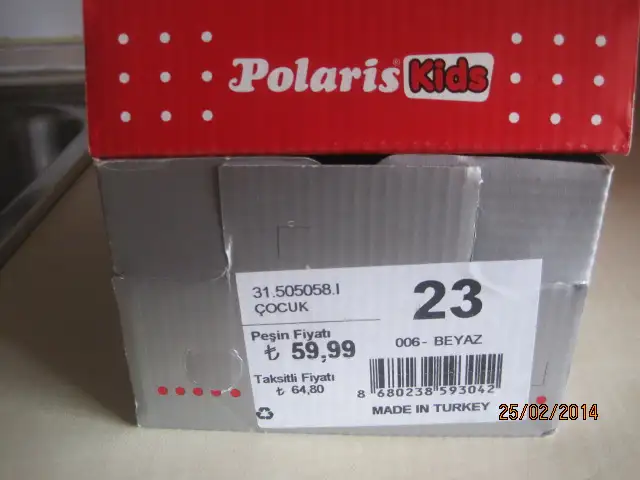 Polaris® Kids
31.505058.I
ÇOCUK
23
Peşin Fiyatı
₺ 59,99
006- BEYAZ
Taksitli Fiyatı
₺ 64,80
8 680238 593042
MADE IN TURKEY
25/02/2014